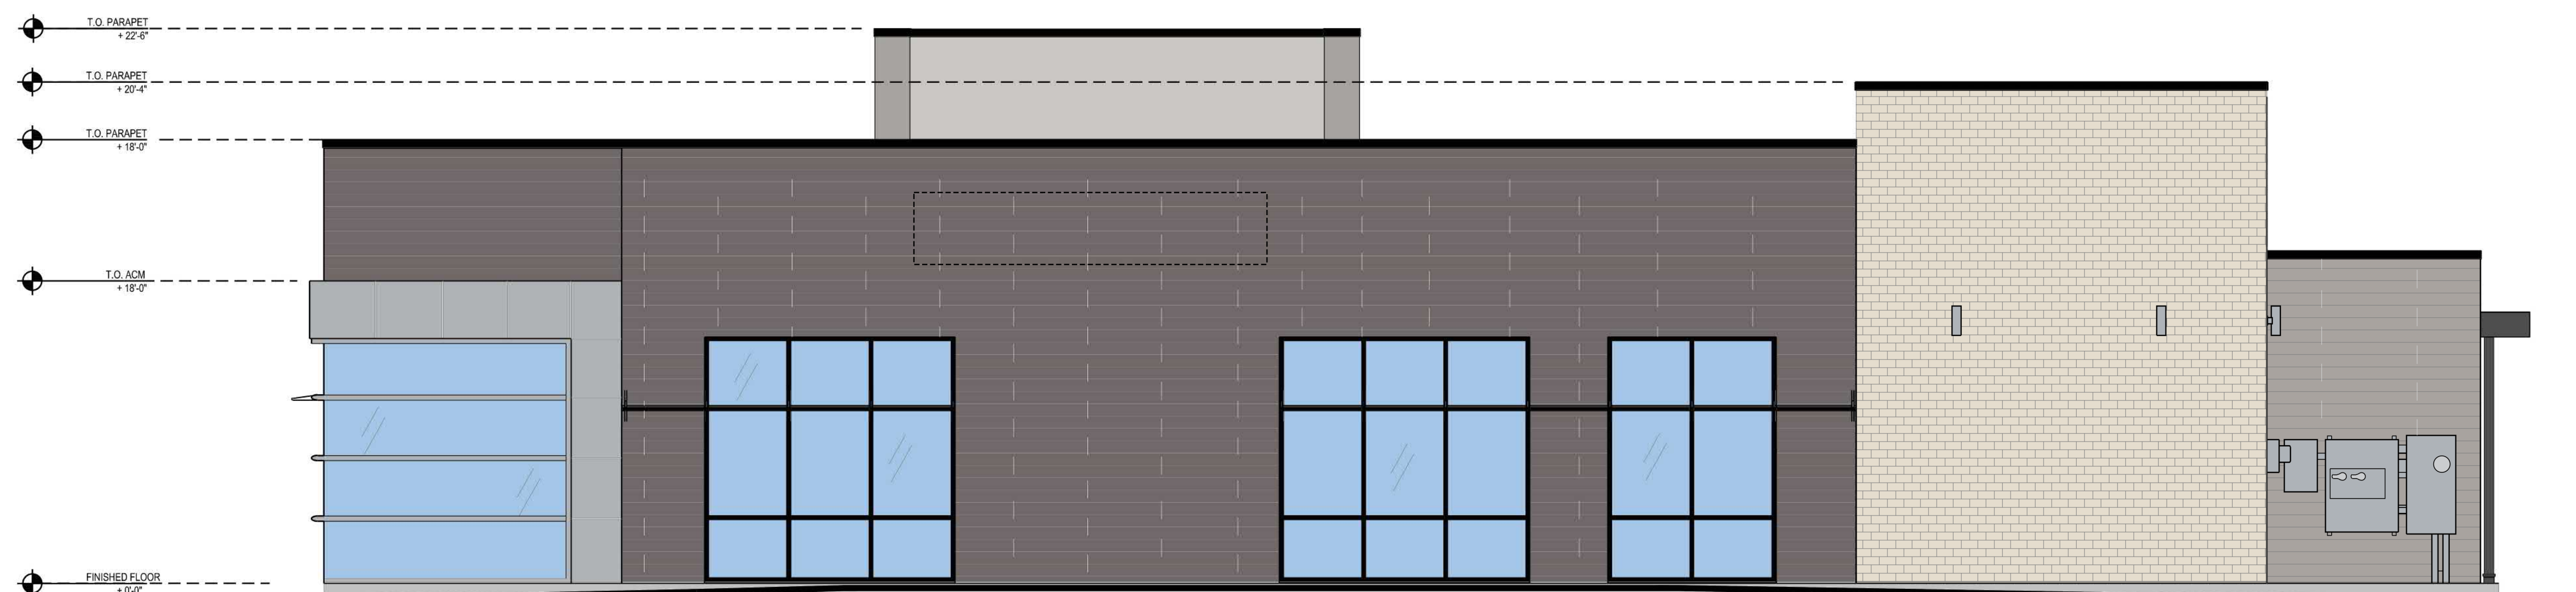 T.O. PARAPET
+ 22'-6"
T.O. PARAPET
+ 20'-4"
T.O. PARAPET
+ 18'-0"
T.O. ACM
+ 18'-0"
FINISHED FLOOR
+ 0'-0"